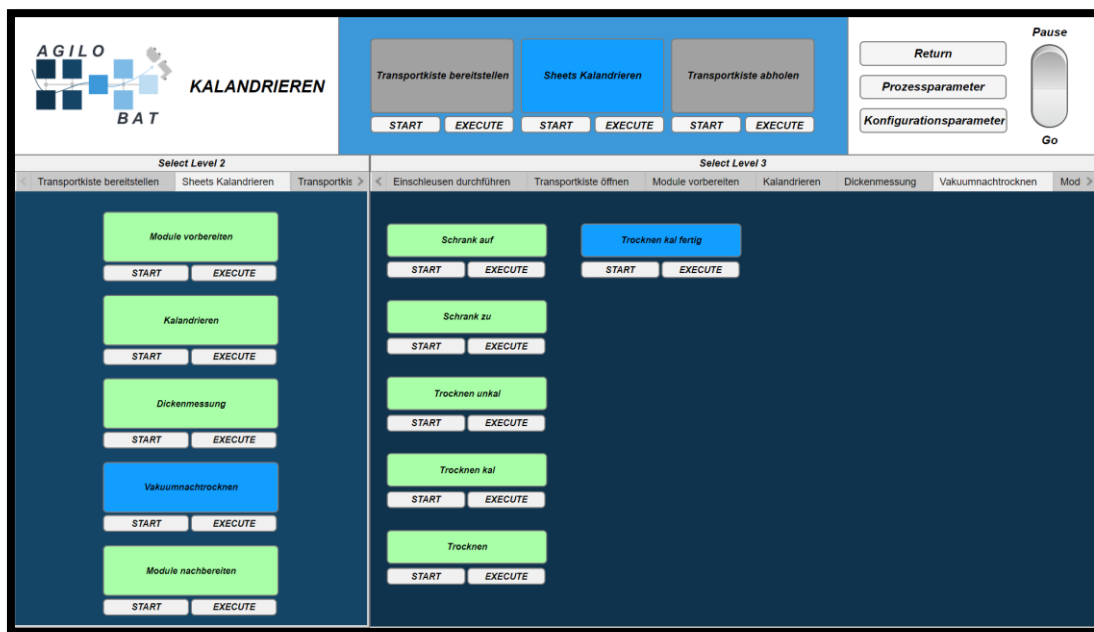 AGILO
BAT
KALANDRIEREN
Transportkiste bereitstellen
START EXECUTE
Sheets Kalandrieren
START EXECUTE
Transportkiste abholen
START EXECUTE
Return
Prozessparameter
Konfigurationsparameter
Pause
Go
Select Level 2
< Transportkiste bereitstellen Sheets Kalandrieren Transportkis >
Module vorbereiten
START EXECUTE
Kalandrieren
START EXECUTE
Dickenmessung
START EXECUTE
Vakuumnachtrocknen
START EXECUTE
Module nachbereiten
START EXECUTE
Select Level 3
< Einschleusen durchführen Transportkiste öffnen Module vorbereiten Kalandrieren Dickenmessung Vakuumnachtrocknen Mod >
Schrank auf
START EXECUTE
Trocknen kal fertig
START EXECUTE
Schrank zu
START EXECUTE
Trocknen unkal
START EXECUTE
Trocknen kal
START EXECUTE
Trocknen
START EXECUTE